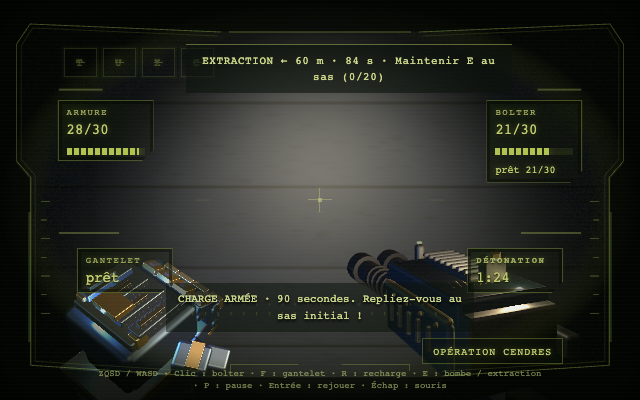 EXTRACTION ← 60 m · 84 s · Maintenir E au
sas (0/20)
ARMURE
28/30
BOLTER
21/30
prêt 21/30
GANTELET
prêt
DÉTONATION
1:24
CHARGE ARMÉE · 90 secondes. Repliez-vous au
sas initial !
OPÉRATION CENDRES
ZQSD / WASD · Clic : bolter · F : gantelet · R : recharge · E : bombe / extraction
· P : pause · Entrée : rejouer · Échap : souris